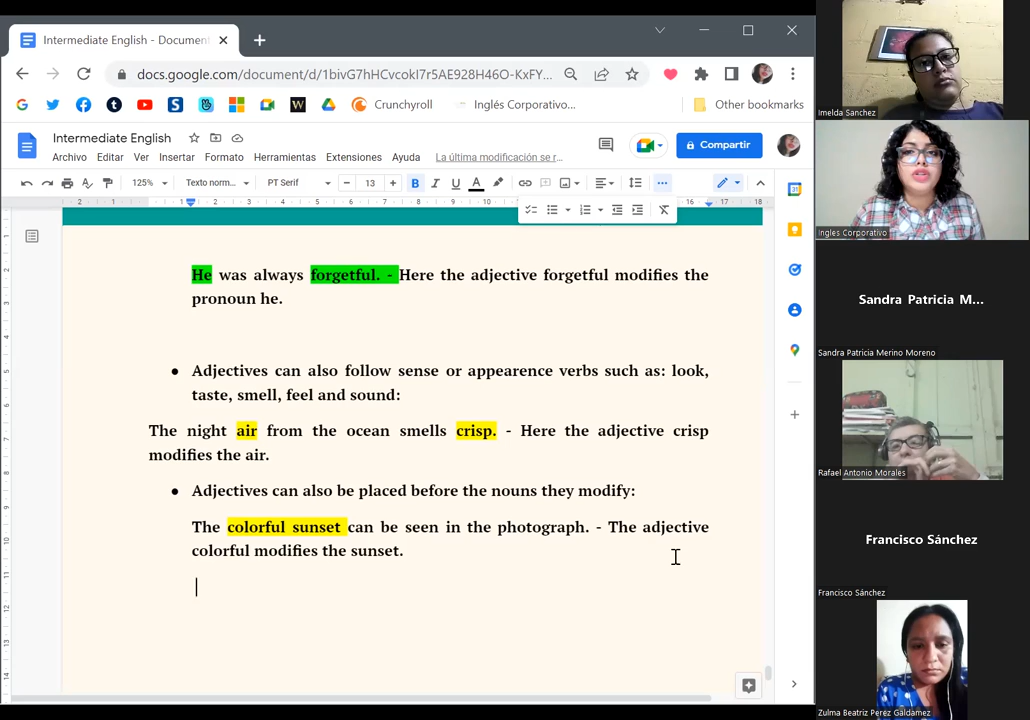 Intermediate English - Document
docs.google.com/document/d/1bivG7hHCvcokI7r5AE928H46O-KxFY...
Crunchyroll
Inglés Corporativo...
Other bookmarks
Intermediate English
Archivo Editar Ver Insertar Formato Herramientas Extensiones Ayuda La última modificación se r...
Compartir
125% Texto norm... PT Serif 13
He was always forgetful. - Here the adjective forgetful modifies the
pronoun he.
Adjectives can also follow sense or appearence verbs such as: look,
taste, smell, feel and sound:
The night air from the ocean smells crisp. - Here the adjective crisp
modifies the air.
Adjectives can also be placed before the nouns they modify:
The colorful sunset can be seen in the photograph. - The adjective
colorful modifies the sunset.
Imelda Sanchez
Ingles Corporativo
Sandra Patricia M...
Sandra Patricia Merino Moreno
Rafael Antonio Morales
Francisco Sánchez
Francisco Sánchez
Zulma Beatriz Perez Galdamez